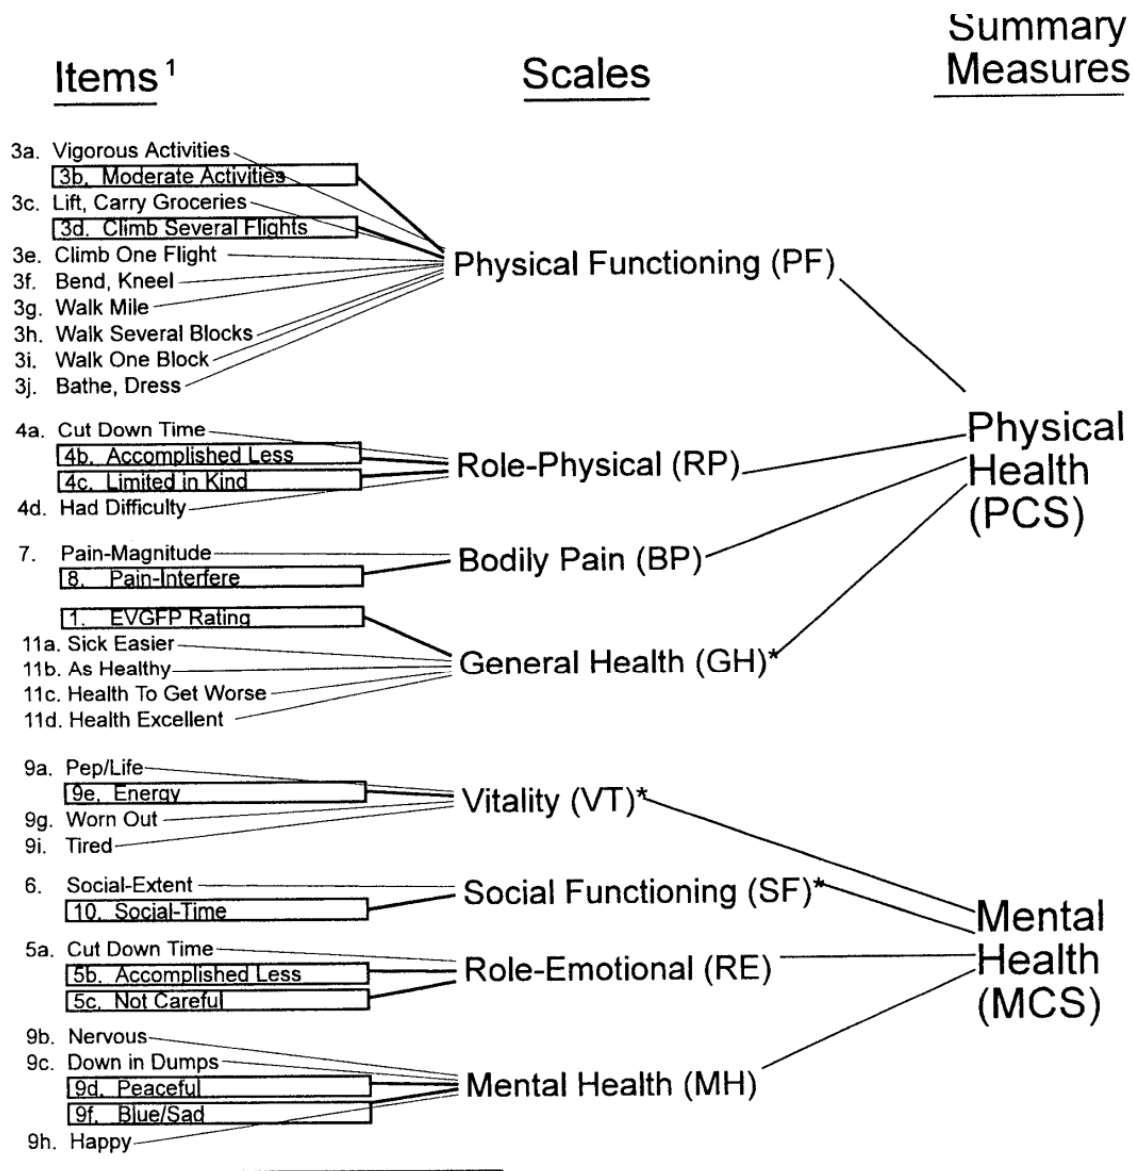 Items ¹
Scales
Summary
Measures
3a. Vigorous Activities
3b. Moderate Activities
3c. Lift, Carry Groceries
3d. Climb Several Flights
3e. Climb One Flight
3f. Bend, Kneel
3g. Walk Mile
3h. Walk Several Blocks
3i. Walk One Block
3j. Bathe, Dress
Physical Functioning (PF)
4a. Cut Down Time
4b. Accomplished Less
4c. Limited in Kind
4d. Had Difficulty
Role-Physical (RP)
7. Pain-Magnitude
8. Pain-Interfere
Bodily Pain (BP)
1. EVGFP Rating
11a. Sick Easier
11b. As Healthy
11c. Health To Get Worse
11d. Health Excellent
General Health (GH)*
Physical
Health
(PCS)
9a. Pep/Life
9e. Energy
9g. Worn Out
9i. Tired
Vitality (VT)*
6. Social-Extent
10. Social-Time
Social Functioning (SF)*
5a. Cut Down Time
5b. Accomplished Less
5c. Not Careful
Role-Emotional (RE)
9b. Nervous
9c. Down in Dumps
9d. Peaceful
9f. Blue/Sad
9h. Happy
Mental Health (MH)
Mental
Health
(MCS)